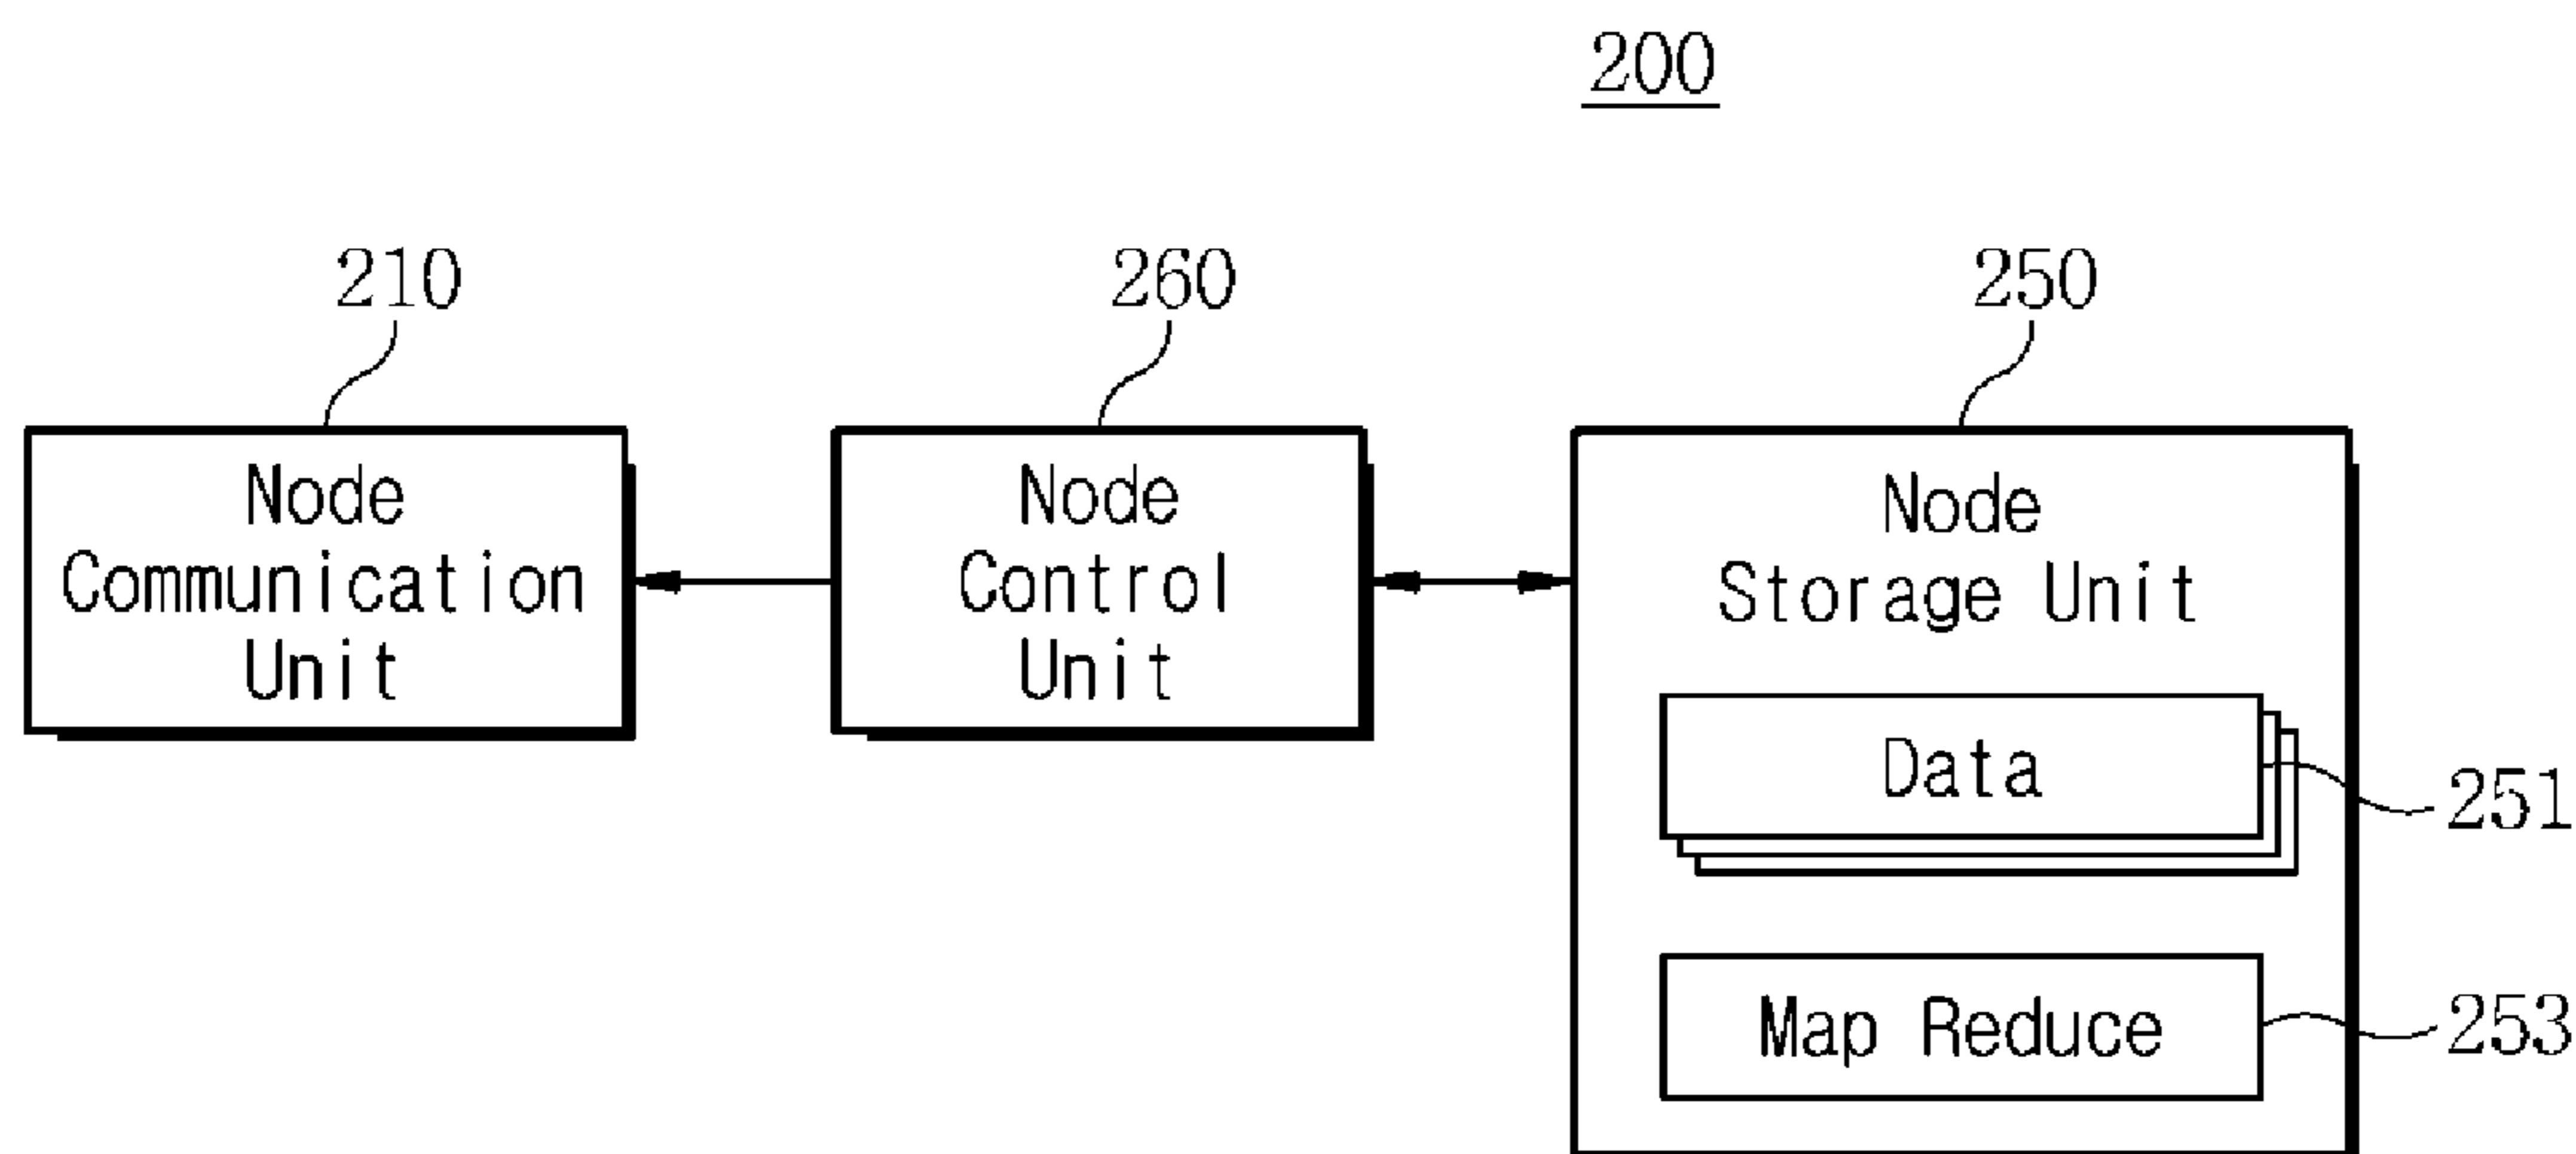 200
210
260
250
Node
Communication
Unit
Node
Control
Unit
Node
Storage Unit
Data
251
Map Reduce
253